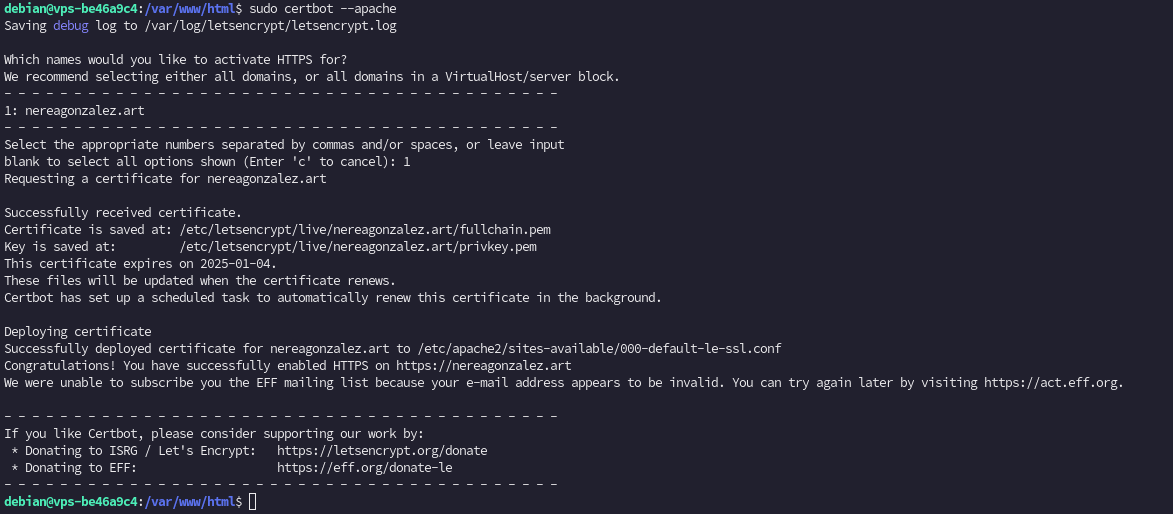 debian@vps-be46a9c4:/var/www/html$ sudo certbot --apache
Saving debug log to /var/log/letsencrypt/letsencrypt.log
Which names would you like to activate HTTPS for?
We recommend selecting either all domains, or all domains in a VirtualHost/server block.
- - - - - - - - - - - - - - - - - - - - - - - - - - - - - - - - - - - - - - - -
1: nereagonzalez.art
- - - - - - - - - - - - - - - - - - - - - - - - - - - - - - - - - - - - - - - -
Select the appropriate numbers separated by commas and/or spaces, or leave input
blank to select all options shown (Enter 'c' to cancel): 1
Requesting a certificate for nereagonzalez.art
Successfully received certificate.
Certificate is saved at: /etc/letsencrypt/live/nereagonzalez.art/fullchain.pem
Key is saved at:         /etc/letsencrypt/live/nereagonzalez.art/privkey.pem
This certificate expires on 2025-01-04.
These files will be updated when the certificate renews.
Certbot has set up a scheduled task to automatically renew this certificate in the background.
Deploying certificate
Successfully deployed certificate for nereagonzalez.art to /etc/apache2/sites-available/000-default-le-ssl.conf
Congratulations! You have successfully enabled HTTPS on https://nereagonzalez.art
We were unable to subscribe you the EFF mailing list because your e-mail address appears to be invalid. You can try again later by visiting https://act.eff.org.
- - - - - - - - - - - - - - - - - - - - - - - - - - - - - - - - - - - - - - - -
If you like Certbot, please consider supporting our work by:
 * Donating to ISRG / Let's Encrypt:   https://letsencrypt.org/donate
 * Donating to EFF:                    https://eff.org/donate-le
- - - - - - - - - - - - - - - - - - - - - - - - - - - - - - - - - - - - - - - -
debian@vps-be46a9c4:/var/www/html$